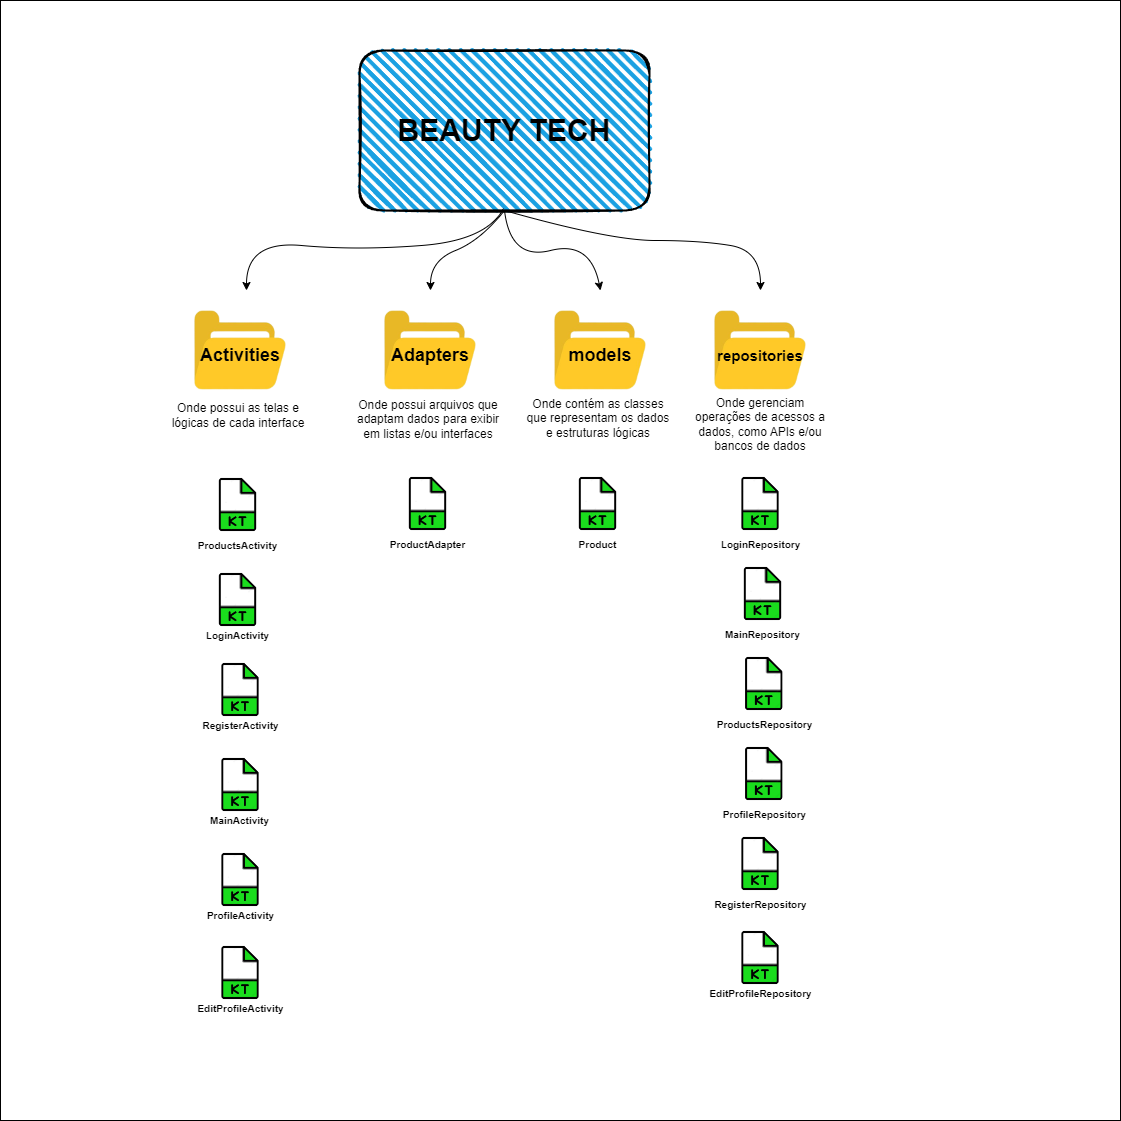 BEAUTY TECH
Activities
Adapters
models
repositories
Onde possui as telas e
lógicas de cada interface
Onde possui arquivos que
adaptam dados para exibir
em listas e/ou interfaces
Onde contém as classes
que representam os dados
e estruturas lógicas
Onde gerenciam
operações de acessos a
dados, como APIs e/ou
bancos de dados
KT
ProductsActivity
KT
LoginActivity
KT
RegisterActivity
KT
MainActivity
KT
ProfileActivity
KT
EditProfileActivity
KT
ProductAdapter
KT
Product
KT
LoginRepository
KT
MainRepository
KT
ProductsRepository
KT
ProfileRepository
KT
RegisterRepository
KT
EditProfileRepository